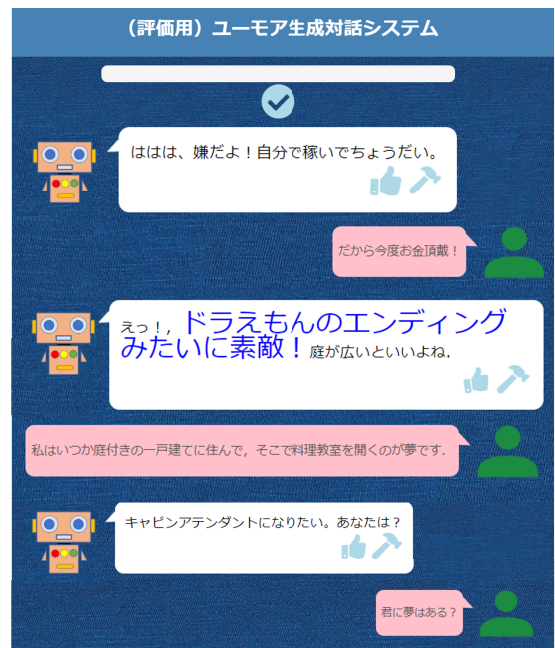 （評価用）ユーモア生成対話システム
ははは、嫌だよ！自分で稼いでちょうだい。
だから今度お金頂戴！
えっ！，ドラえもんのエンディング
みたいに素敵！庭が広いといいよね．
私はいつか庭付きの一戸建てに住んで，そこで料理教室を開くのが夢です．
キャビンアテンダントになりたい。あなたは？
君に夢はある？